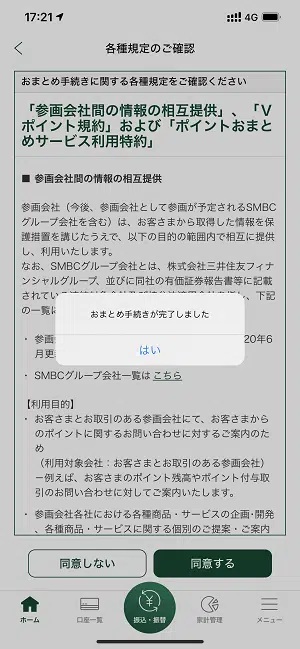 17:21
4G
各種規定のご確認
おまとめ手続きに関する各種規定をご確認ください
「参画会社間の情報の相互提供」、「V
ポイント規約」および「ポイントおまと
めサービス利用特約」
■ 参画会社間の情報の相互提供
参画会社（今後、参画会社として参画が予定されるSMBC
グループ会社を含む）は、お客さまから取得した情報を保
護措置を講じたうえで、以下の目的の範囲内で相互に提供
し、利用いたします。
なお、SMBCグループ会社とは、株式会社三井住友フィナ
ンシャルグループ、並びに同社の有価証券報告書等に記載
下記
の一覧に
おまとめ手続きが完了しました
はい
・ 参画会 20年6
月更
・ SMBCグループ会社一覧は こちら
【利用目的】
・ お客さまとお取引のある参画会社にて、お客さまから
のポイントに関するお問い合わせに対するご案内のた
め
（利用対象会社：お客さまとお取引のある参画会社）
－例えば、お客さまのポイント残高やポイント付与取
引のお問い合わせに対してご案内いたします。
・ 参画会社各社における各種商品・サービスの企画・開発
、各種商品・サービスに関する個別のご提案・ご案内
同意しない
同意する
ホーム
口座一覧
振込・振替
家計管理
メニュー